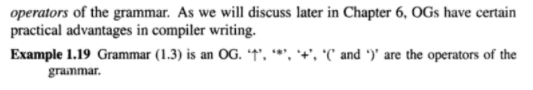 operators of the grammar. As we will discuss later in Chapter 6, OGs have certain
practical advantages in compiler writing.
Example 1.19 Grammar (1.3) is an OG. '↑', '*', '+', '(' and ')' are the operators of the
grammar.